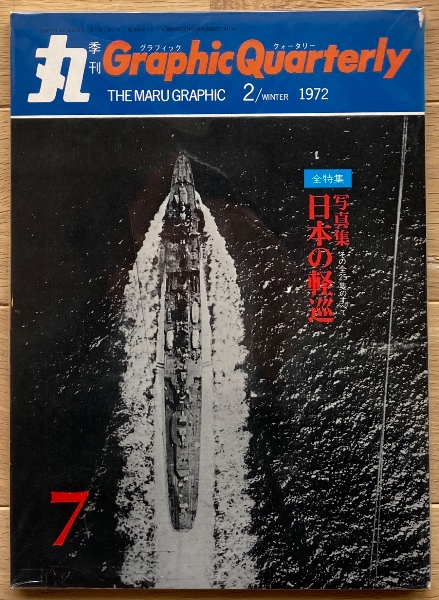 丸
季刊
グラフィック クォータリー
Graphic Quarterly
THE MARU GRAPHIC 2/WINTER 1972
全特集
写真集
日本の軽巡
7